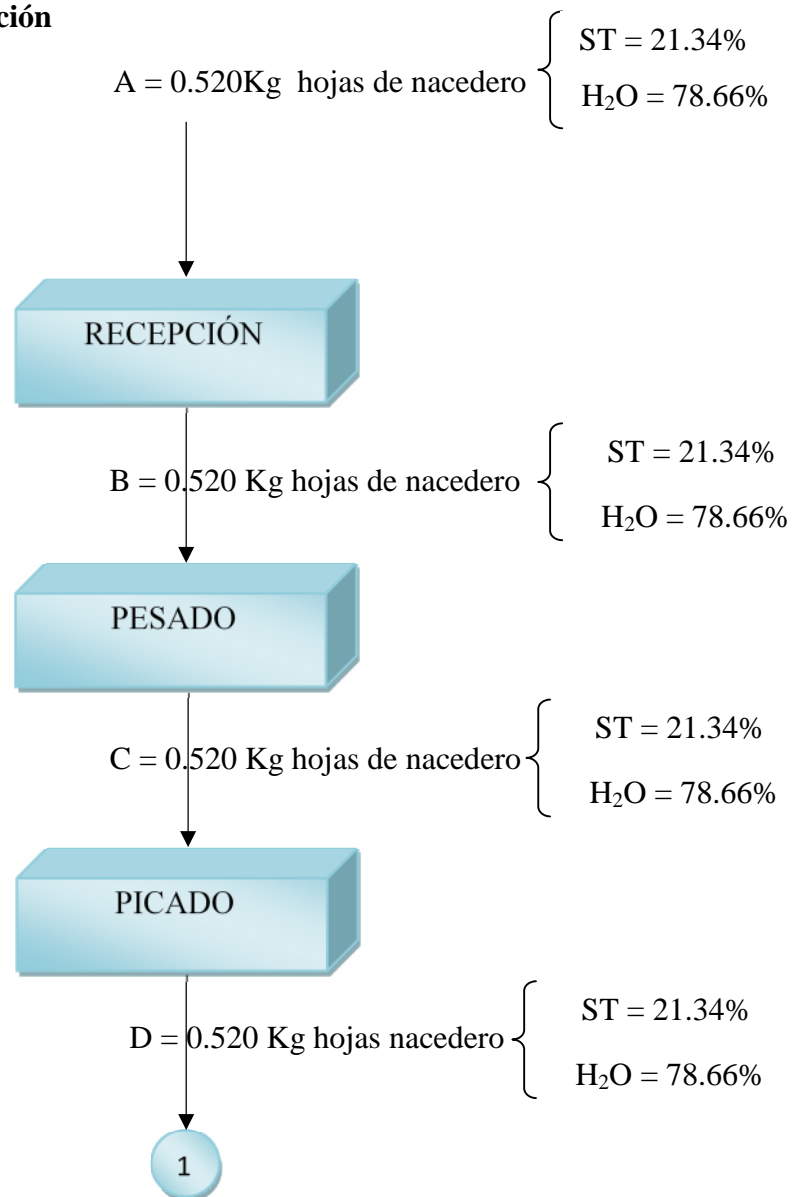 ción
ST = 21.34%
A = 0.520Kg hojas de nacedero
H₂O = 78.66%
RECEPCIÓN
ST = 21.34%
B = 0.520 Kg hojas de nacedero
H₂O = 78.66%
PESADO
ST = 21.34%
C = 0.520 Kg hojas de nacedero
H₂O = 78.66%
PICADO
ST = 21.34%
D = 0.520 Kg hojas nacedero
H₂O = 78.66%
1